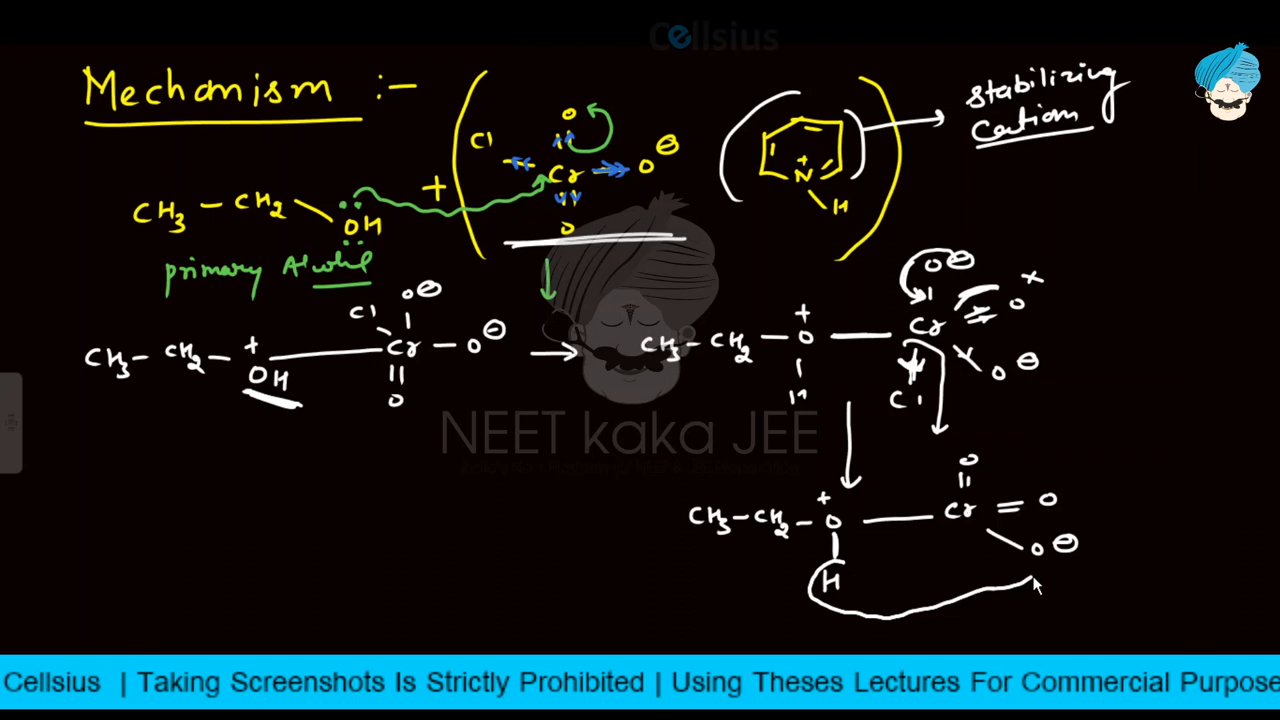 Cellsius
Mechanism :-
Stabilizing
Cation
Cl O Cr O ⊖ O
N + H
CH3 - CH2 OH
+
primary Alcohol
CH3 - CH2 - + OH Cr Cl O ⊖ O ⊖ O
CH3 - CH2 - O + H Cr O ⊖ O x O ⊖ Cl
NEET kaka JEE
CH3 - CH2 - O + H Cr O = O O ⊖
Cellsius | Taking Screenshots Is Strictly Prohibited | Using Theses Lectures For Commercial Purpose